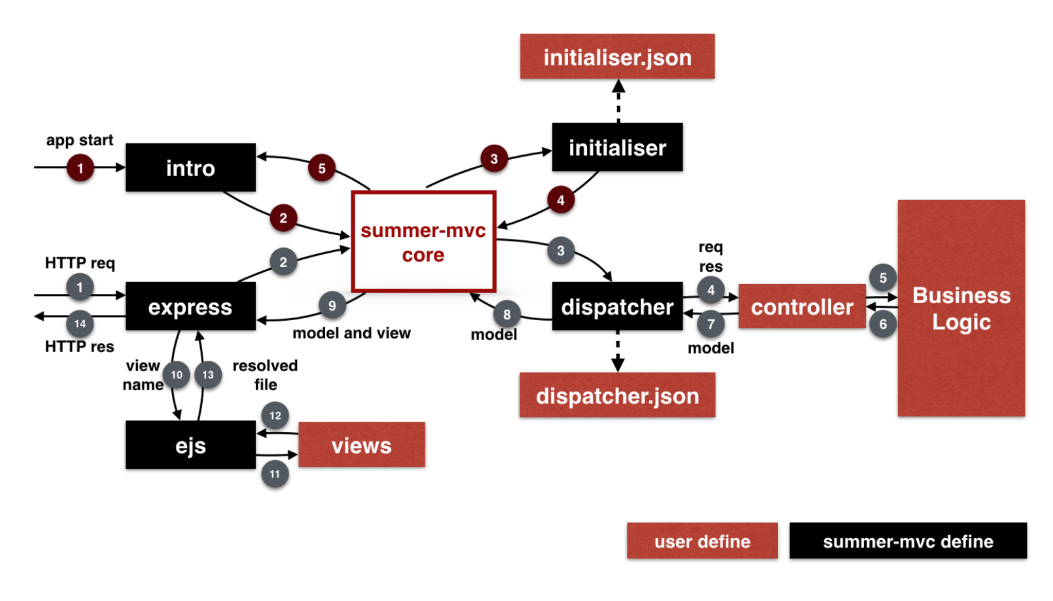 initialiser.json
app start
1
intro
5
3
initialiser
2
4
summer-mvc
core
HTTP req
1
2
3
req
res
4
5
express
9
8
dispatcher
controller
Business
Logic
14
HTTP res
model and view
model
7
model
6
view
name
10
13
resolved
file
dispatcher.json
12
ejs
views
11
user define
summer-mvc define